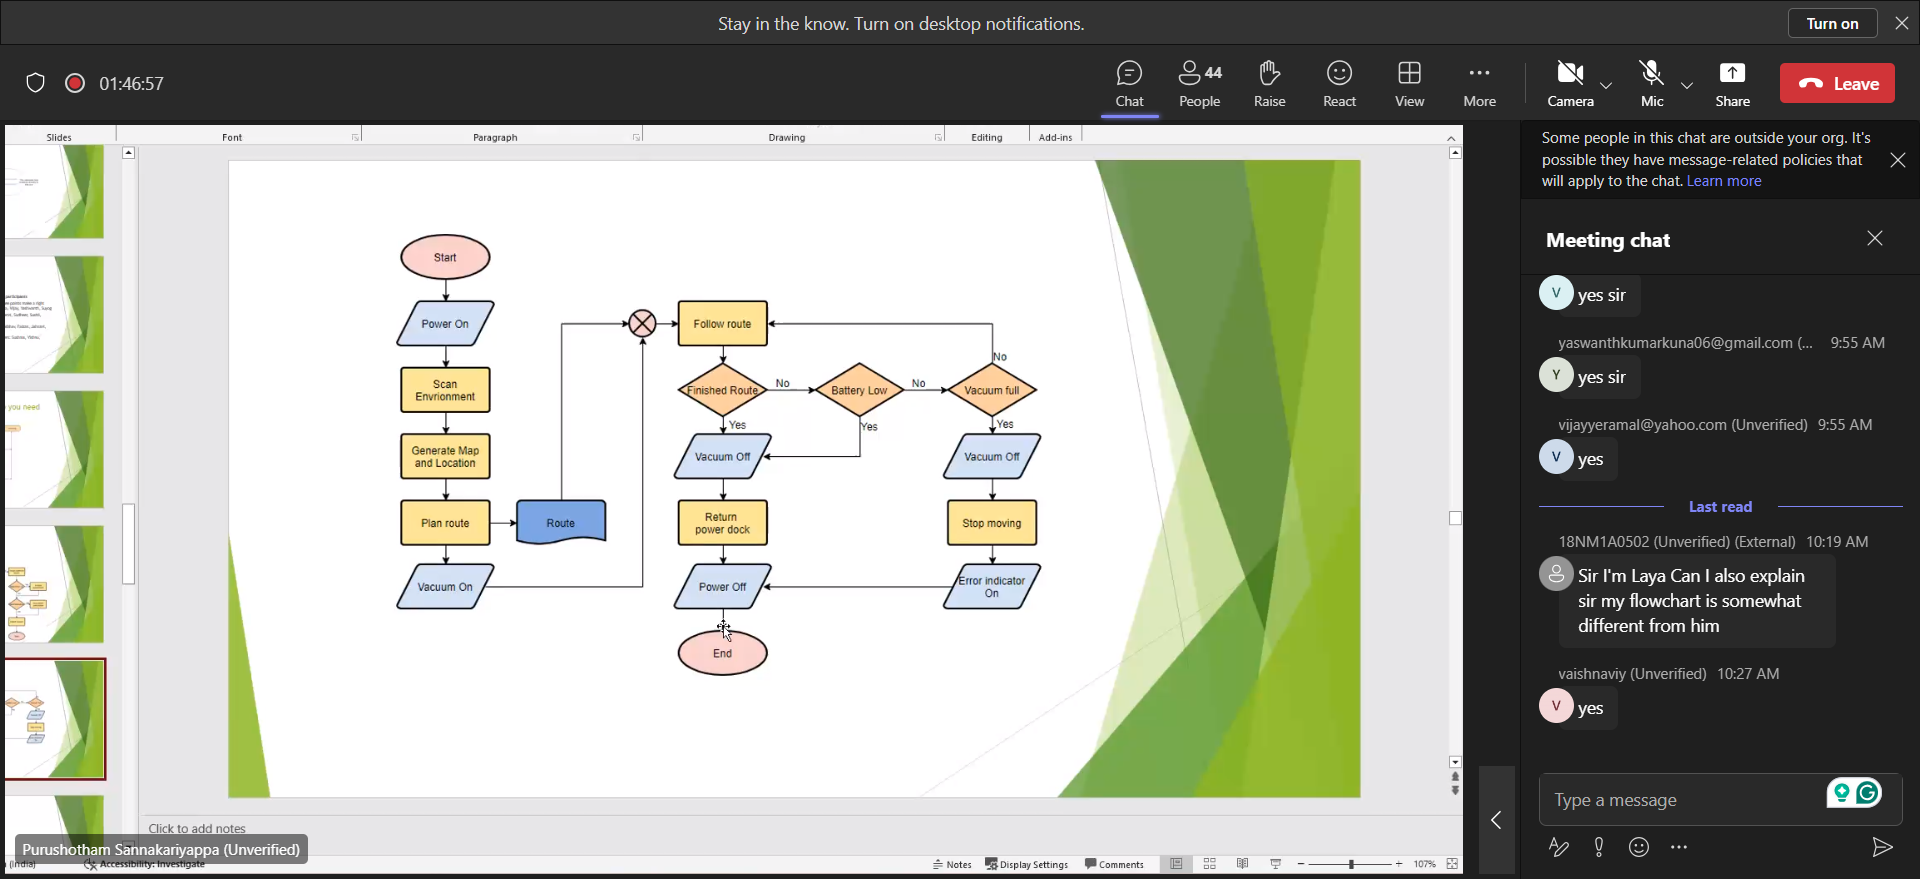 Stay in the know. Turn on desktop notifications.
Turn on
01:46:57
Chat
44
People
Raise
React
View
More
Camera
Mic
Share
Leave
Slides
Font
Paragraph
Drawing
Editing
Add-ins
you need
Start
Power On
Scan
Envrionment
Generate Map
and Location
Plan route
Route
Vacuum On
Follow route
Finished Route
No
Battery Low
No
Vacuum full
No
Yes
Yes
Yes
Vacuum Off
Vacuum Off
Return
power dock
Stop moving
Power Off
Error indicator
On
End
Click to add notes
Purushotham Sannakariyappa (Unverified)
(India)
Accessibility: Investigate
Notes
Display Settings
Comments
107%
Some people in this chat are outside your org. It's
possible they have message-related policies that
will apply to the chat. Learn more
Meeting chat
V
yes sir
yaswanthkumarkuna06@gmail.com (... 9:55 AM
Y
yes sir
vijayyeramal@yahoo.com (Unverified) 9:55 AM
V
yes
Last read
18NM1A0502 (Unverified) (External) 10:19 AM
Sir I'm Laya Can I also explain
sir my flowchart is somewhat
different from him
vaishnaviy (Unverified) 10:27 AM
V
yes
Type a message